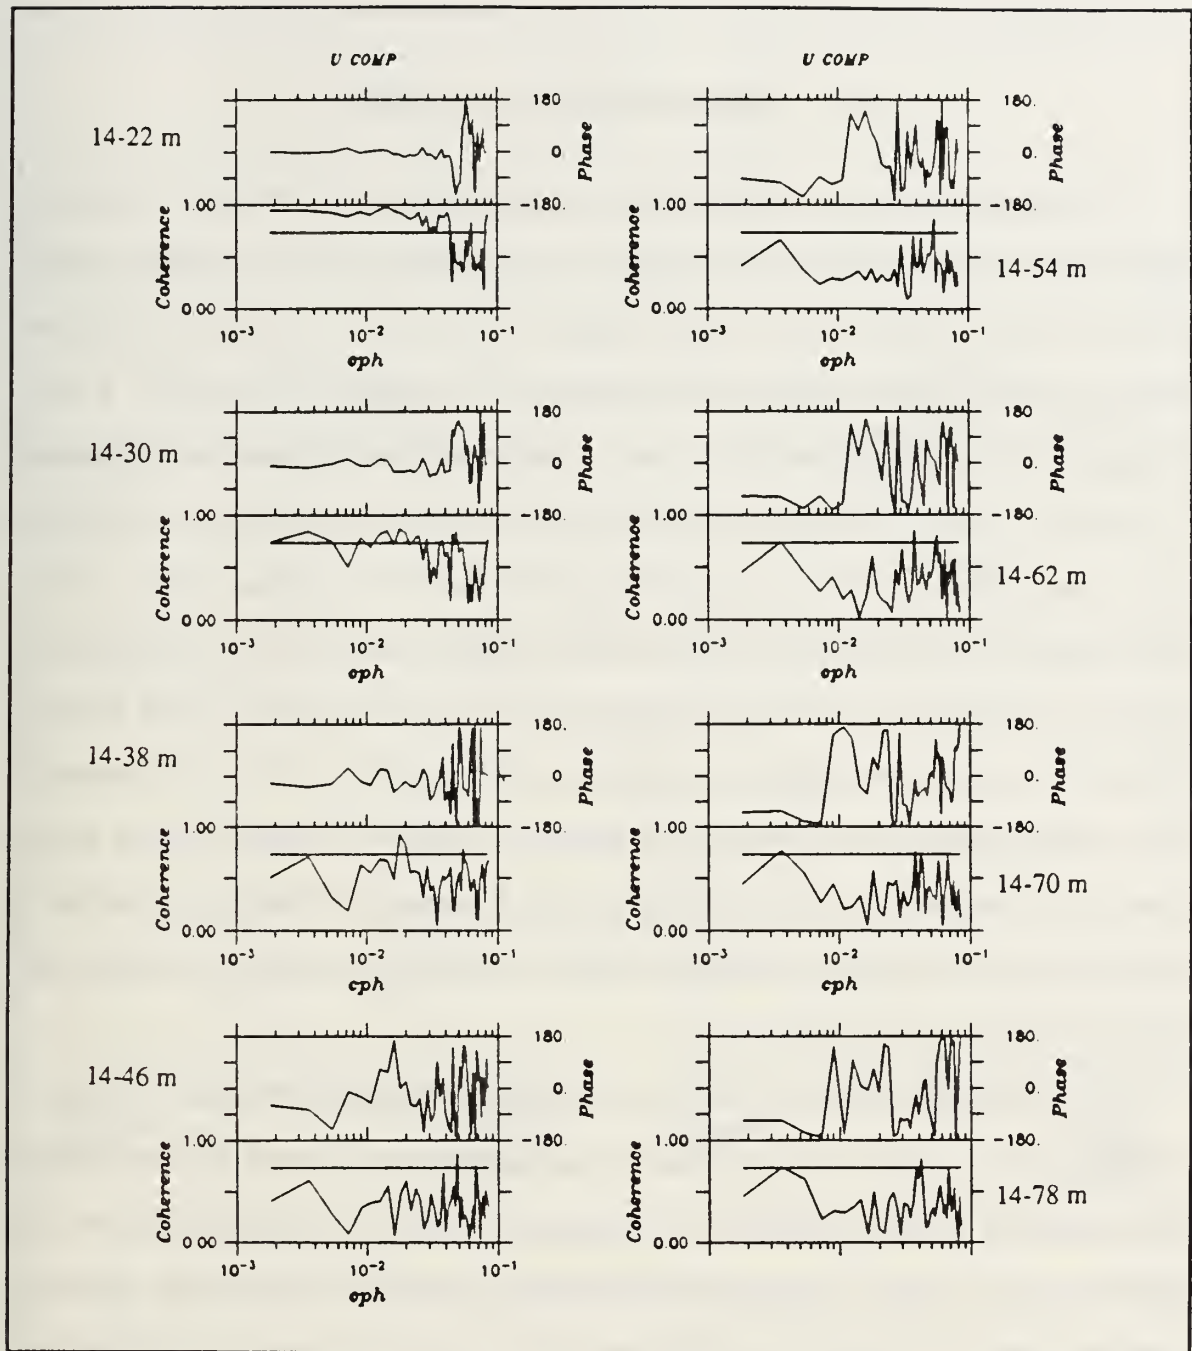 U COMP
14-22 m
180
0
-180.
Phase
1.00
0.00
Coherence
10-3
10-2
10-1
cph
14-30 m
180
0
-180.
Phase
1.00
0.00
Coherence
10-3
10-2
10-1
cph
14-38 m
180.
0
-180.
Phase
1.00
0.00
Coherence
10-3
10-2
10-1
cph
14-46 m
180.
0.
-180.
Phase
1.00
0.00
Coherence
10-3
10-2
10-1
cph
U COMP
180.
0.
-180.
Phase
1.00
0.00
Coherence
14-54 m
10-3
10-2
10-1
cph
180
0.
-180.
Phase
1.00
0.00
Coherence
14-62 m
10-3
10-2
10-1
cph
180.
0.
-180.
Phase
1.00
0.00
Coherence
14-70 m
10-3
10-2
10-1
cph
180.
0.
-180.
Phase
1.00
0.00
Coherence
14-78 m